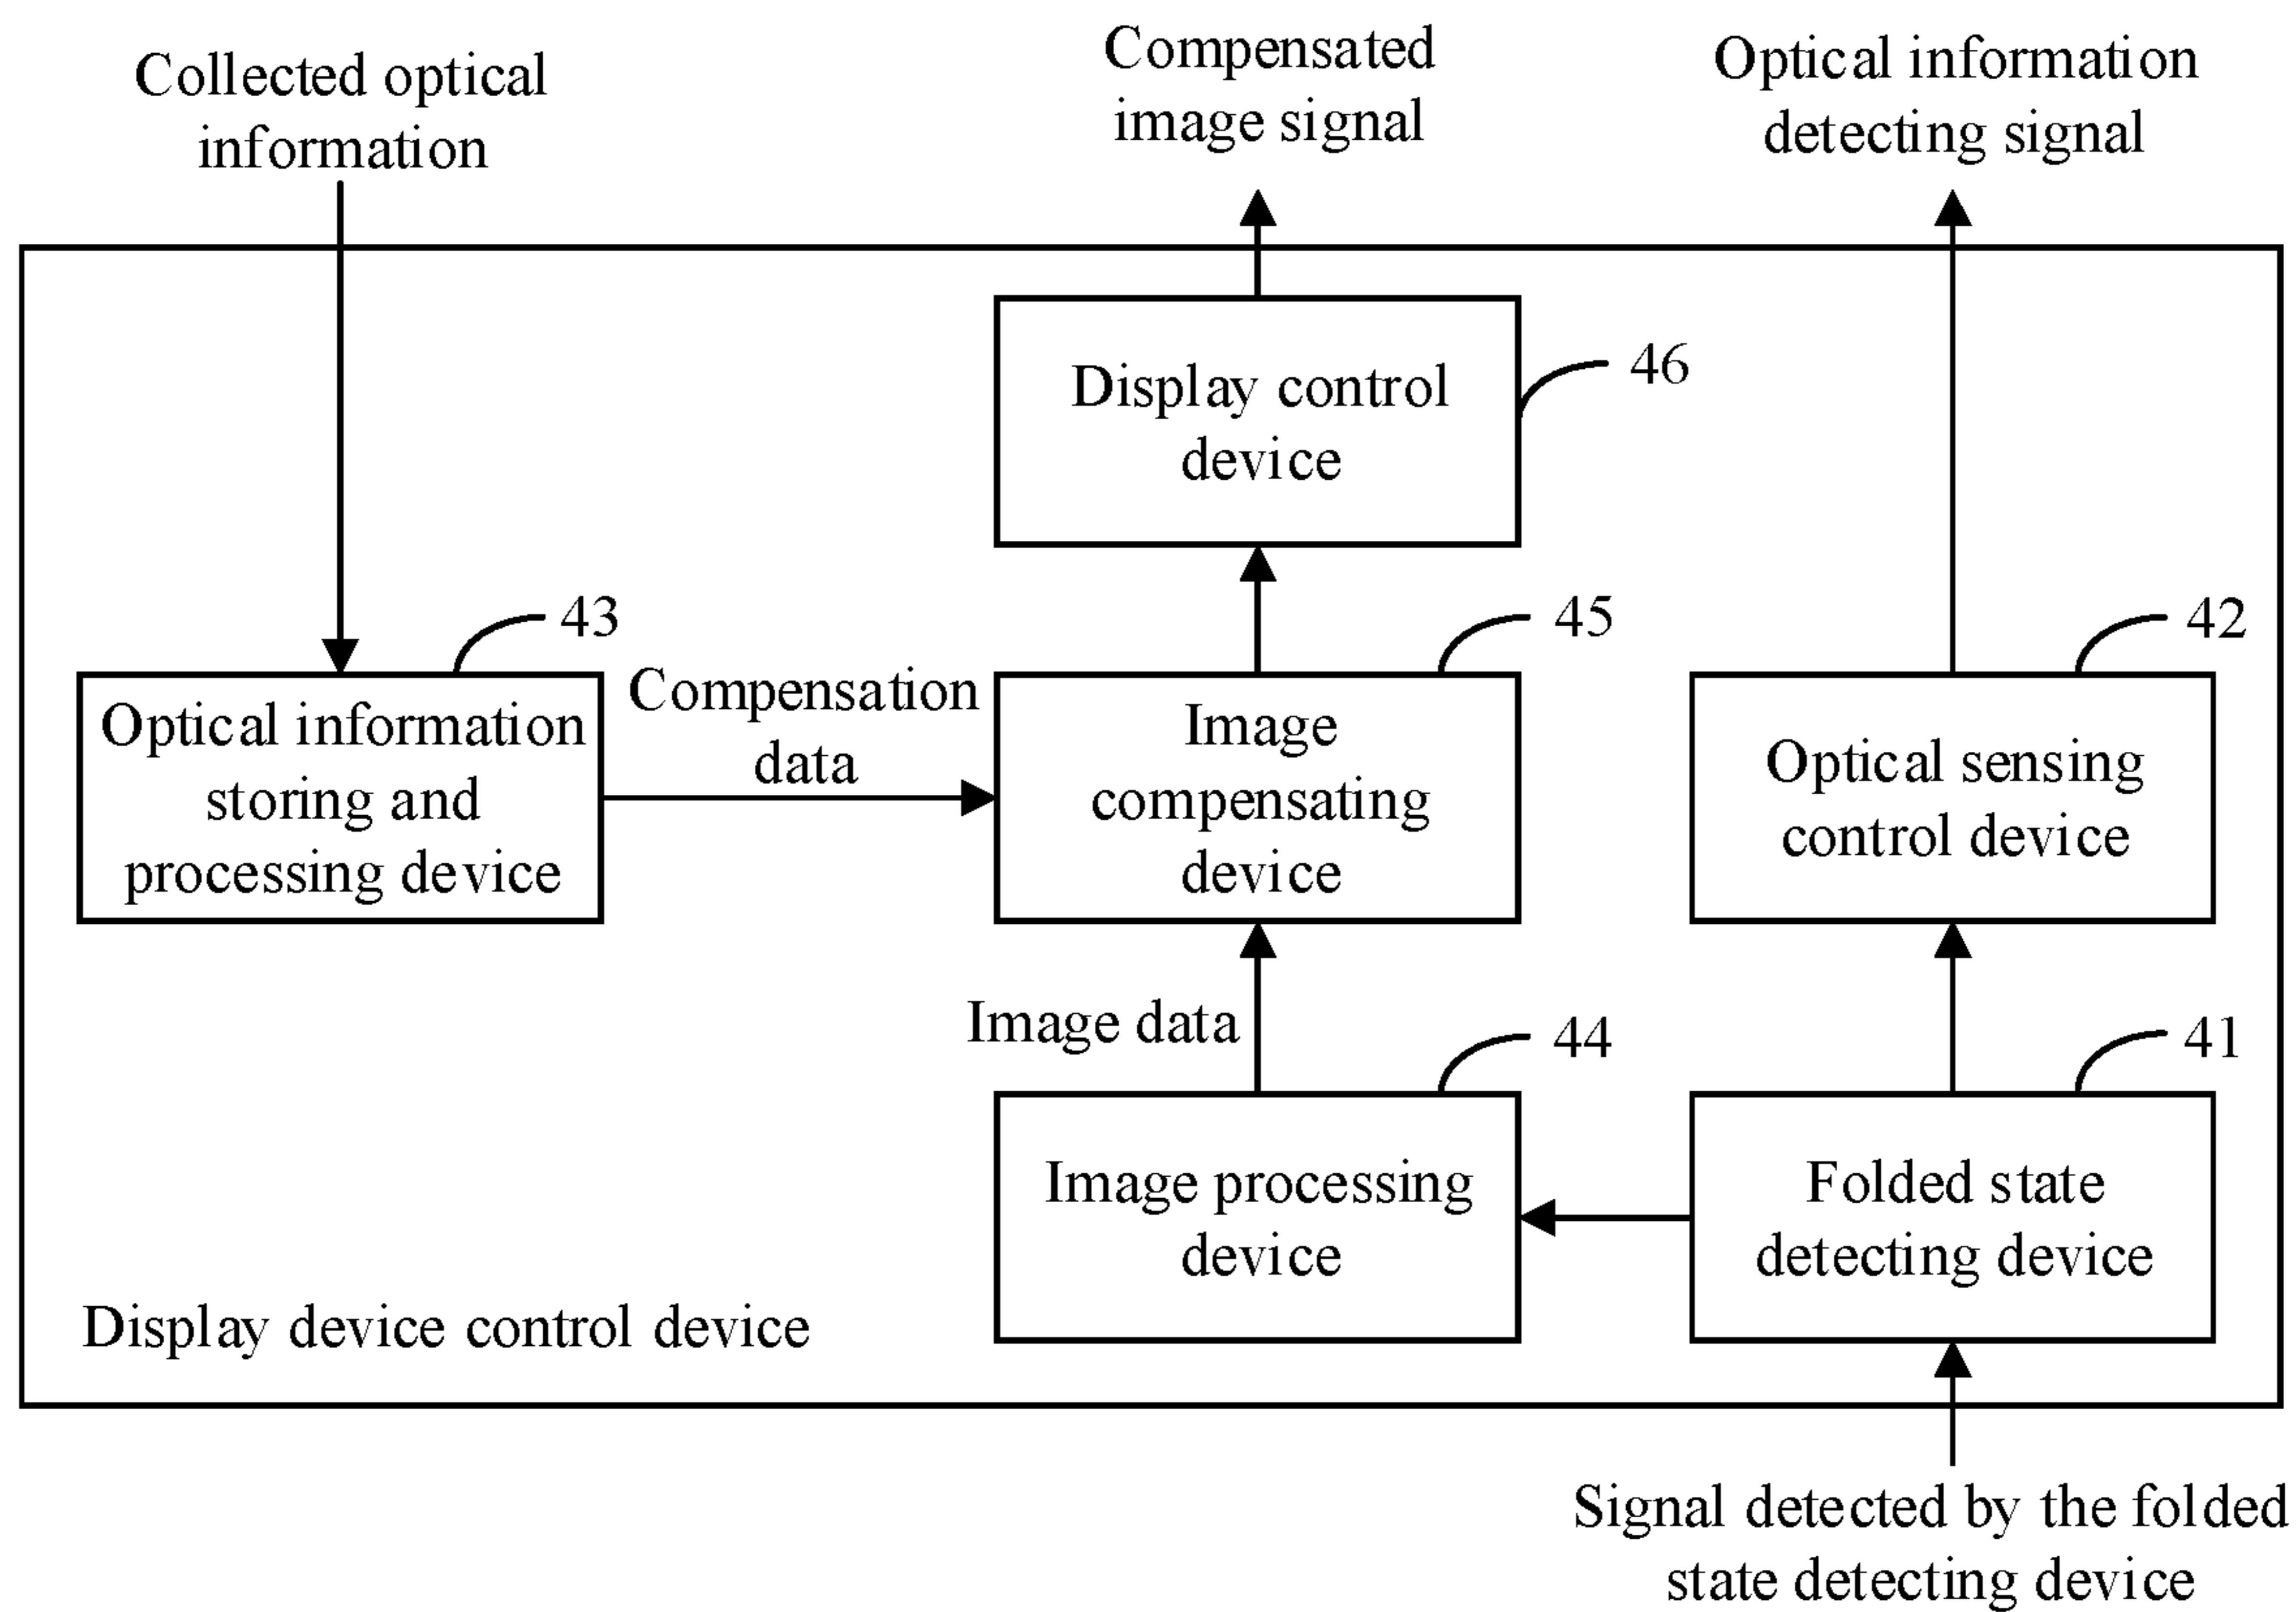 Collected optical
information
Compensated
image signal
Optical information
detecting signal
Display control
device
46
43
45
42
Optical information
storing and
processing device
Compensation
data
Image
compensating
device
Optical sensing
control device
Image data
44
41
Image processing
device
Folded state
detecting device
Display device control device
Signal detected by the folded
state detecting device